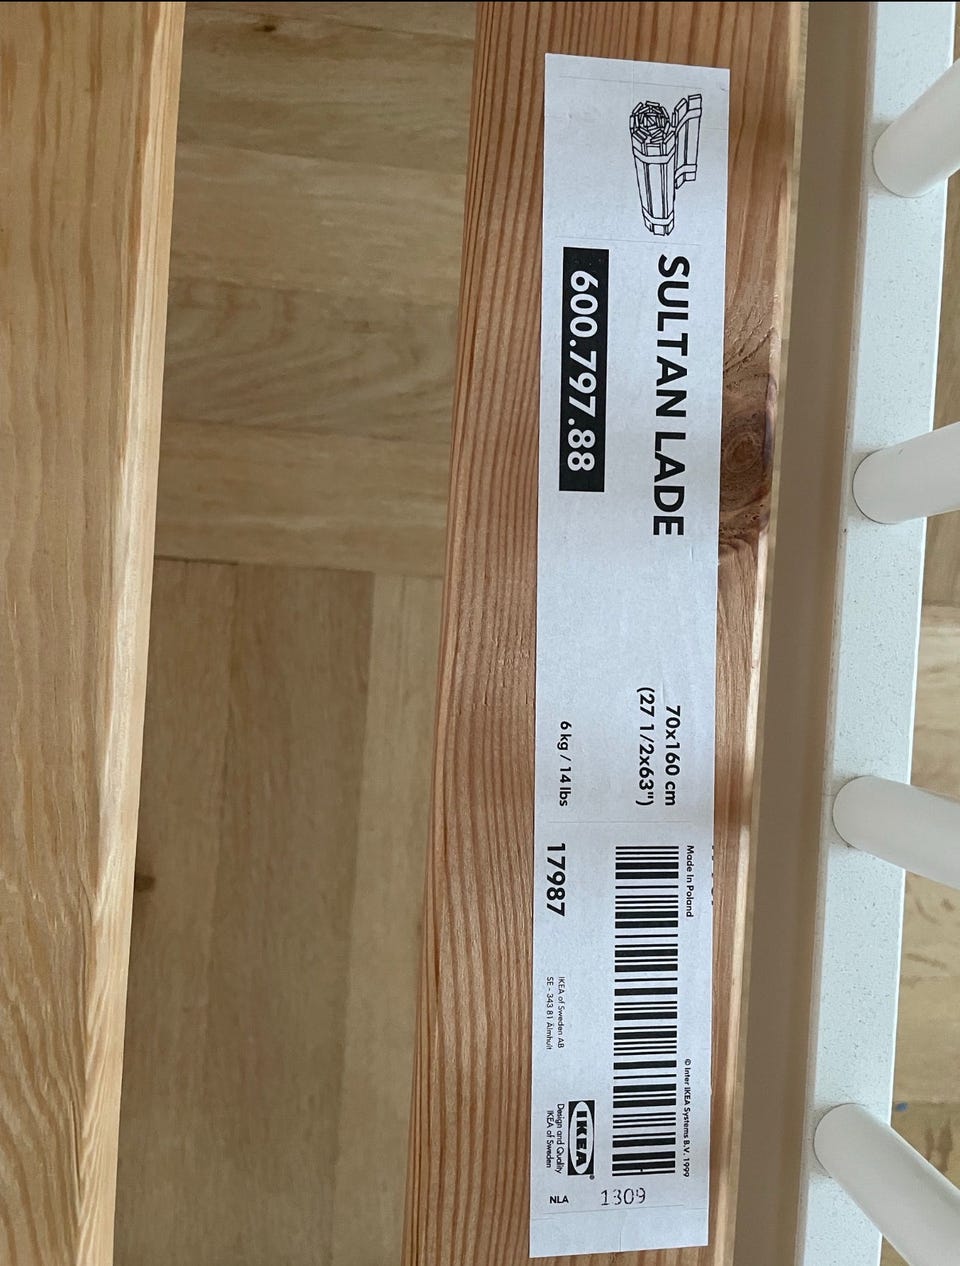 SULTAN LADE
600.797.88
70x160 cm
(27 1/2x63")
6 kg / 14 lbs
Made In Poland
17987
IKEA of Sweden AB
SE - 343 81 Älmhult
© Inter IKEA Systems B.V. 1999
IKEA®
Design and Quality
IKEA of Sweden
1309
NLA